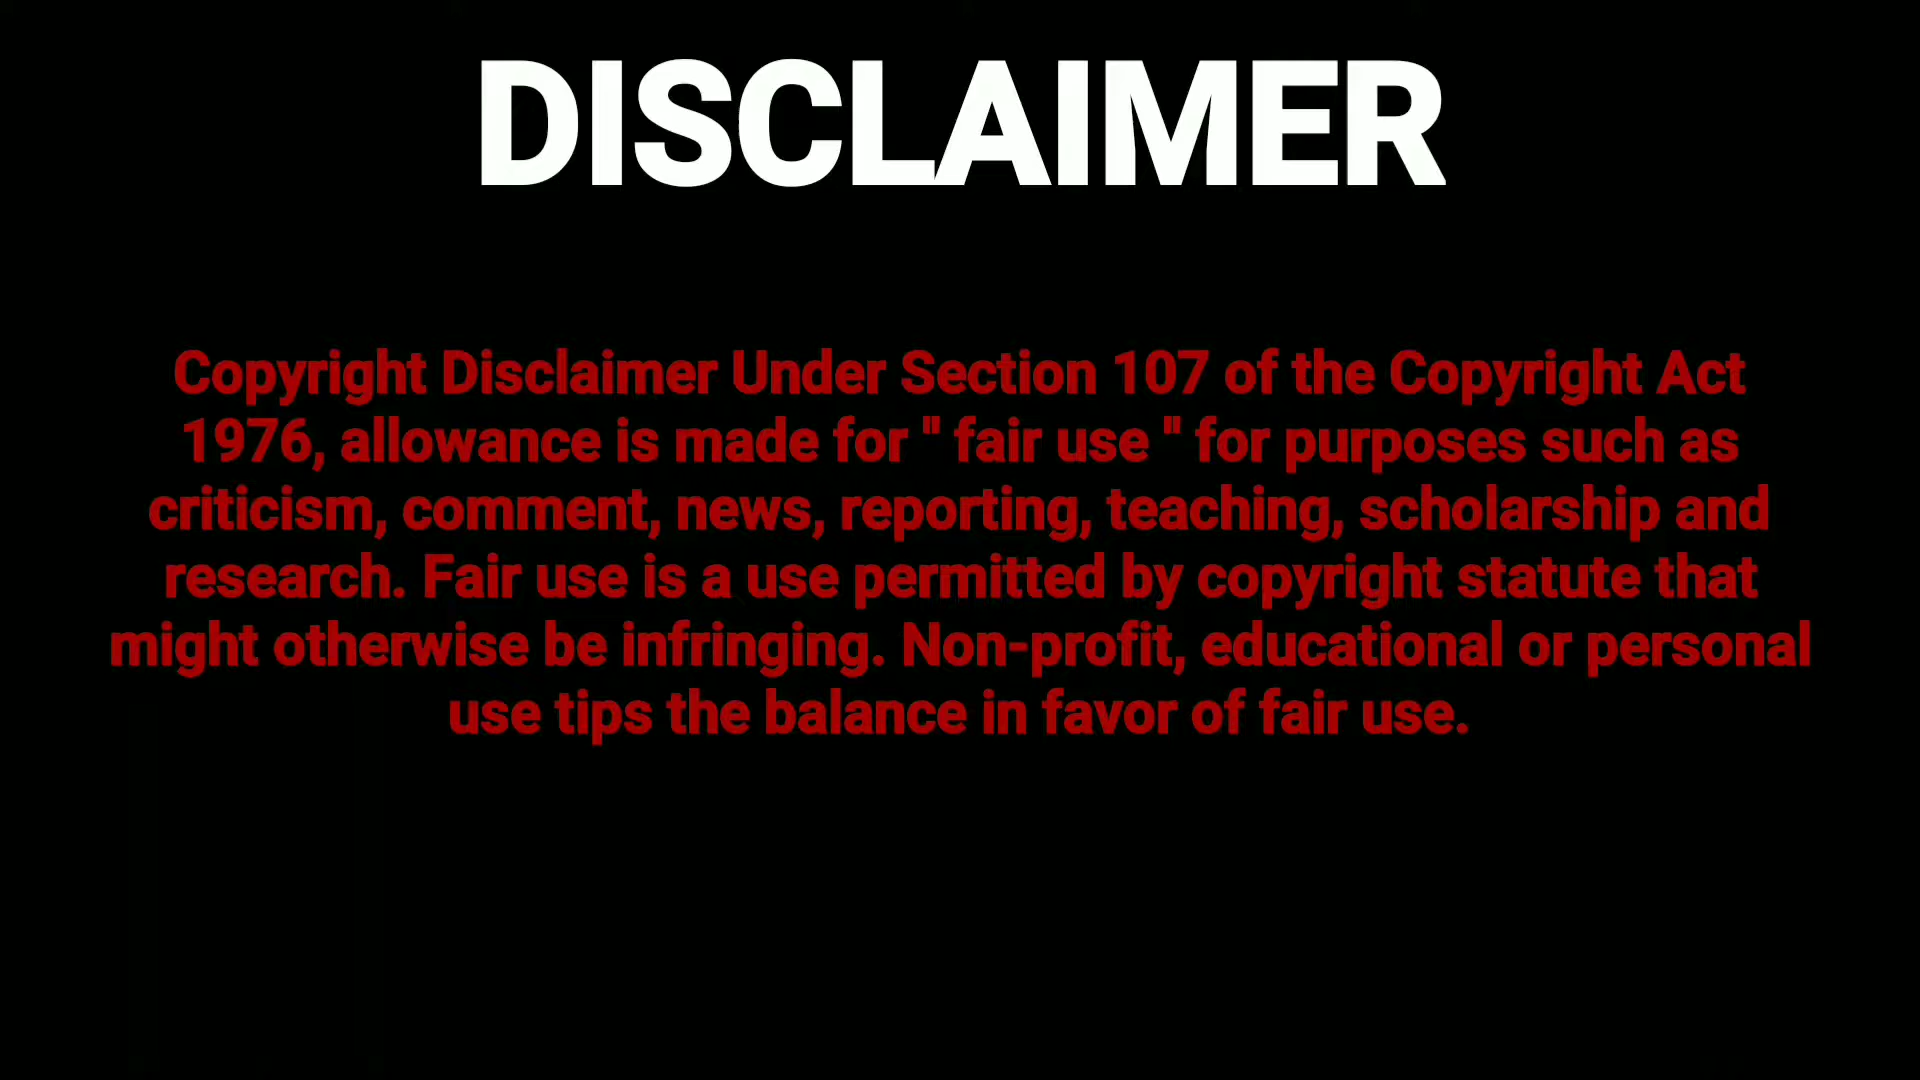 DISCLAIMER
Copyright Disclaimer Under Section 107 of the Copyright Act
1976, allowance is made for " fair use " for purposes such as
criticism, comment, news, reporting, teaching, scholarship and
research. Fair use is a use permitted by copyright statute that
might otherwise be infringing. Non-profit, educational or personal
use tips the balance in favor of fair use.